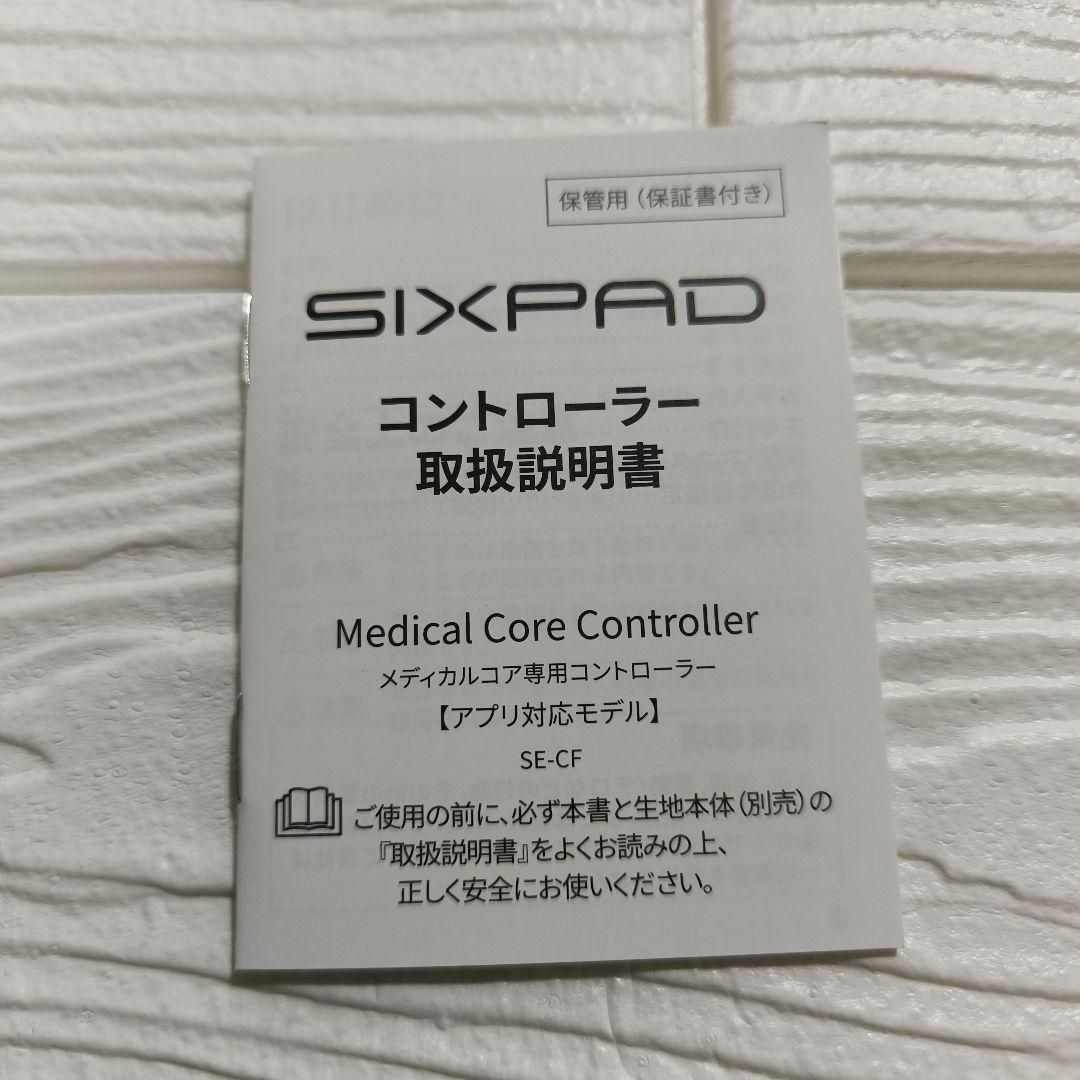 保管用（保証書付き）
SIXPAD
コントローラー
取扱説明書
Medical Core Controller
メディカルコア専用コントローラー
【アプリ対応モデル】
SE-CF
ご使用の前に、必ず本書と生地本体（別売）の
『取扱説明書』をよくお読みの上、
正しく安全にお使いください。